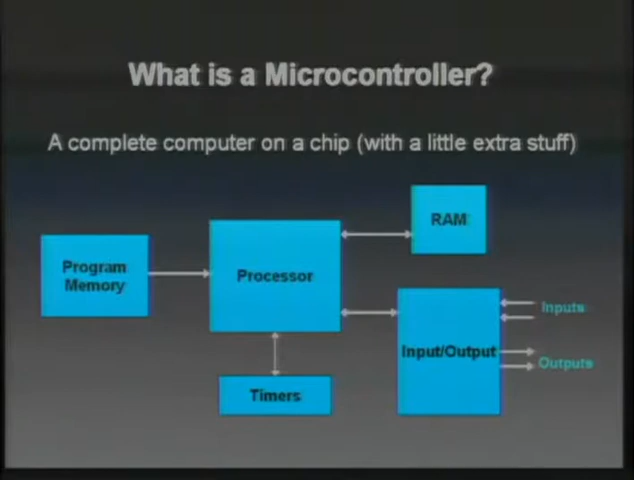 What is a Microcontroller?
A complete computer on a chip (with a little extra stuff)
RAM
Program
Memory
Processor
Inputs
Input/Output
Outputs
Timers